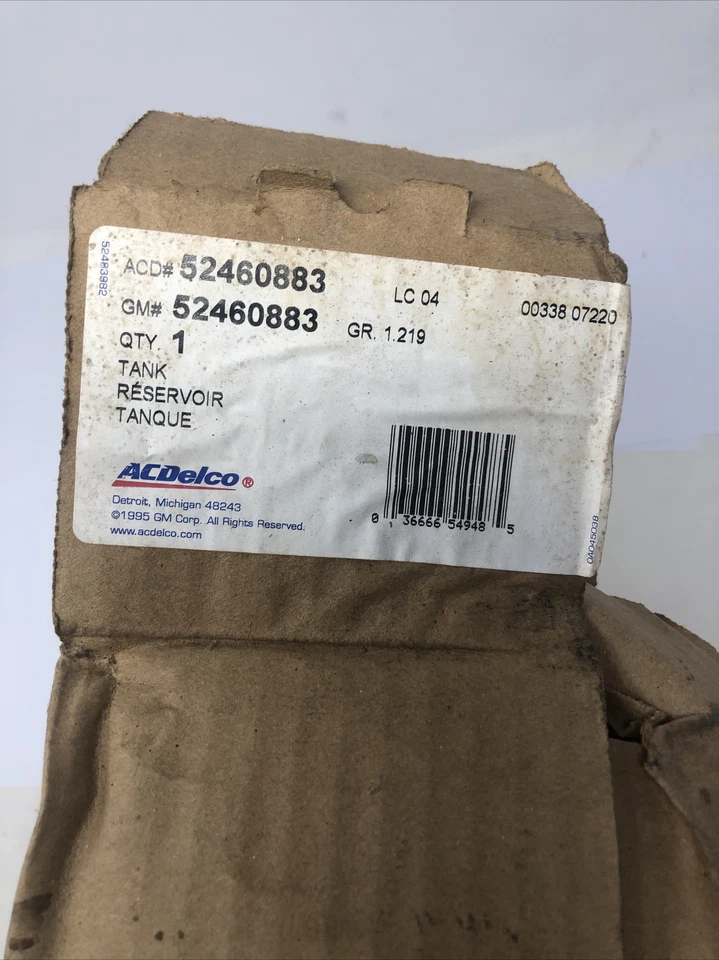 52483982
ACD# 52460883
LC 04
00338 07220
GM# 52460883
GR. 1.219
QTY. 1
TANK
RÉSERVOIR
TANQUE
ACDelco®
Detroit, Michigan 48243
©1995 GM Corp. All Rights Reserved.
www.acdelco.com
0 36666 54948 5
0A045038